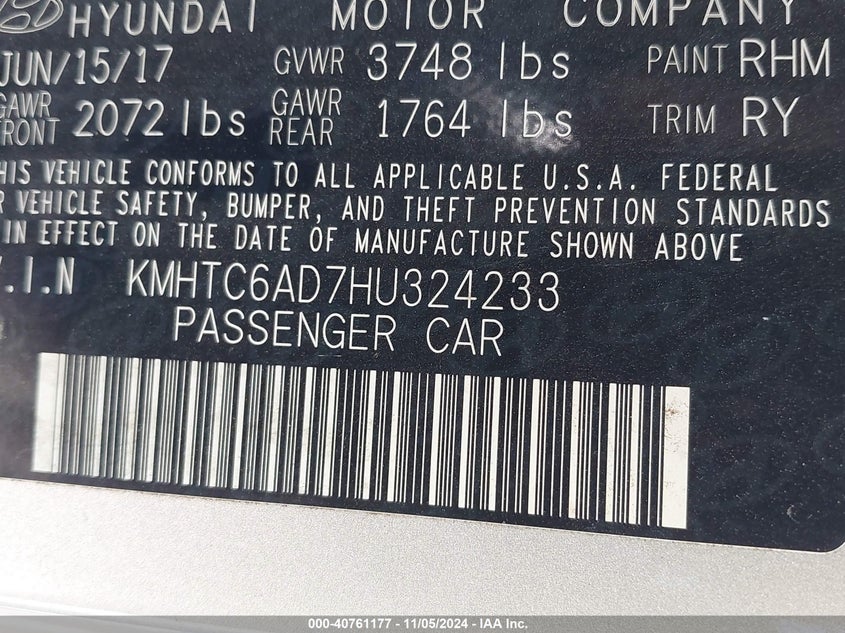 HYUNDAI MOTOR COMPANY
JUN/15/17 GVWR 3748 lbs PAINT RHM
GAWR FRONT 2072 lbs GAWR REAR 1764 lbs TRIM RY
THIS VEHICLE CONFORMS TO ALL APPLICABLE U.S.A. FEDERAL
R VEHICLE SAFETY, BUMPER, AND THEFT PREVENTION STANDARDS
IN EFFECT ON THE DATE OF MANUFACTURE SHOWN ABOVE
V.I.N KMHTC6AD7HU324233
PASSENGER CAR
000-40761177 - 11/05/2024 - IAA Inc.